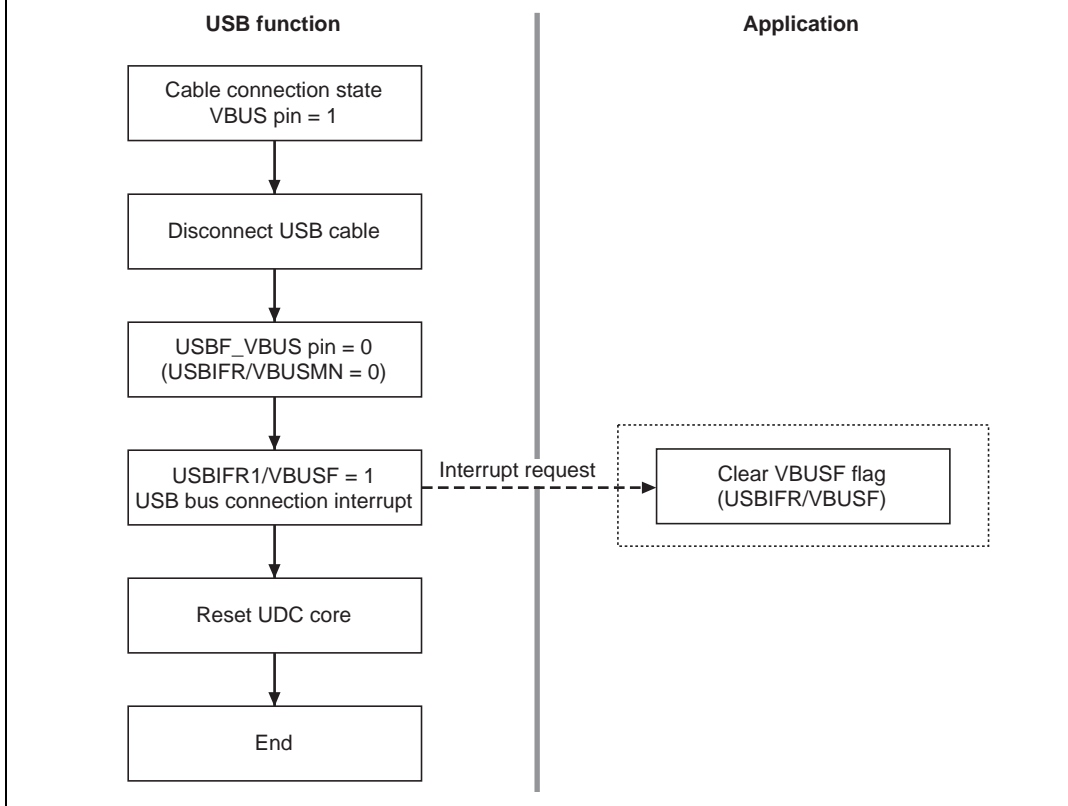 USB function
Application
Cable connection state
VBUS pin = 1
Disconnect USB cable
USBF_VBUS pin = 0
(USBIFR/VBUSMN = 0)
USBIFR1/VBUSF = 1
USB bus connection interrupt
Interrupt request
Clear VBUSF flag
(USBIFR/VBUSF)
Reset UDC core
End